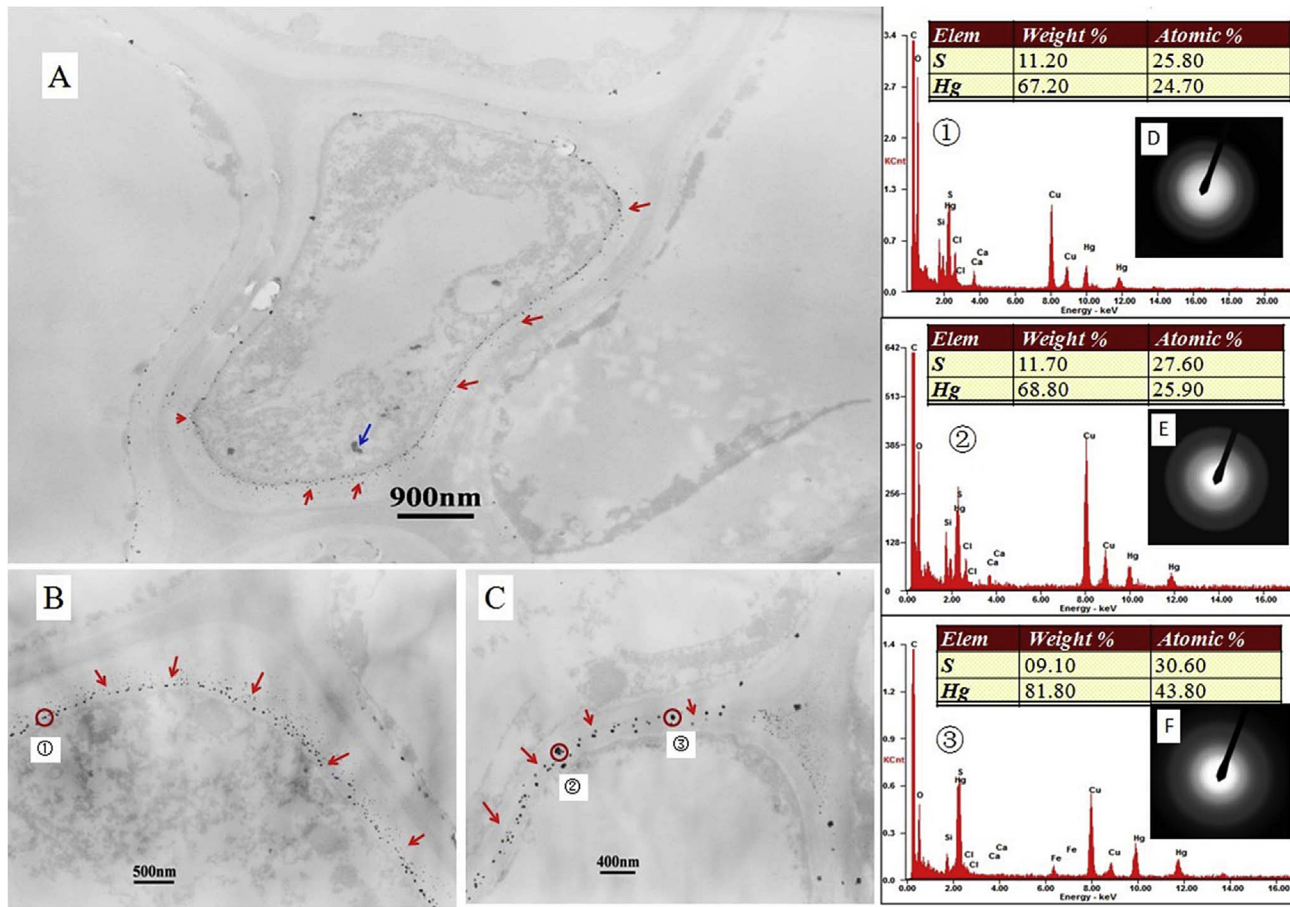 A
900nm
B
①
500nm
C
②
③
400nm
Elem Weight % Atomic %
S 11.20 25.80
Hg 67.20 24.70
①
D
3.4
2.7
2.0
KCnt
1.3
0.7
0.0
C
O
Si
S
Hg
Cl
Cl
Ca
Ca
Cu
Cu
Hg
Hg
2.00 4.00 6.00 8.00 10.00 12.00 14.00 16.00 18.00 20.00
Energy - keV
Elem Weight % Atomic %
S 11.70 27.60
Hg 68.80 25.90
②
E
642
513
385
256
128
0
C
O
Si
S
Hg
Cl
Cl
Ca
Ca
Cu
Cu
Hg
Hg
0.00 2.00 4.00 6.00 8.00 10.00 12.00 14.00 16.00
Energy - keV
Elem Weight % Atomic %
S 09.10 30.60
Hg 81.80 43.80
③
F
1.4
1.2
0.9
KCnt
0.6
0.3
0.0
C
O
Si
S
Hg
Cl
Cl
Ca
Ca
Fe
Fe
Cu
Cu
Hg
Hg
0.00 2.00 4.00 6.00 8.00 10.00 12.00 14.00 16.00
Energy - keV